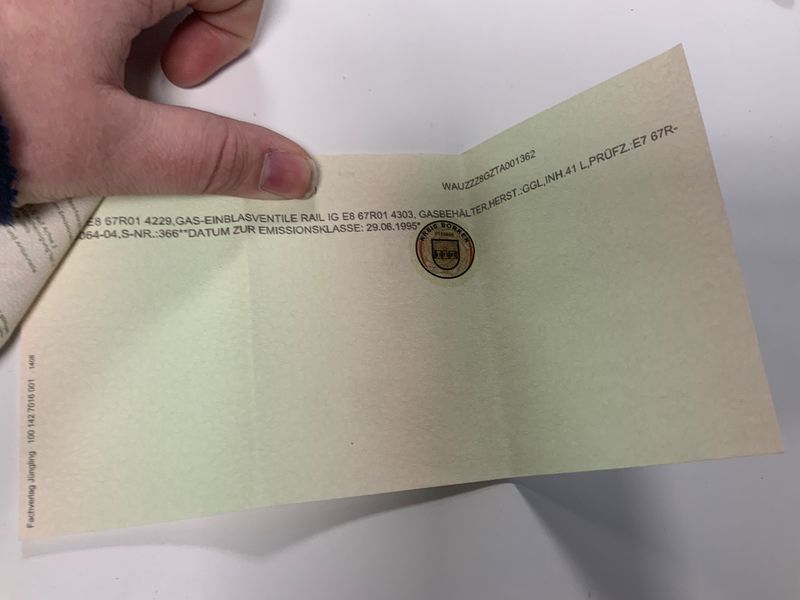 WAUZZZ8GZTA001362
E8 67R01 4229,GAS-EINBLASVENTILE RAIL IG E8 67R01 4303, GASBEHÄLTER,HERST.:GGL,INH.41 L,PRÜFZ.:E7 67R-
064-04,S-NR.:366**DATUM ZUR EMISSIONSKLASSE: 29.06.1995*
KREIS BORKEN
Fachverlag Jüngling 100 142 7016 001 1408